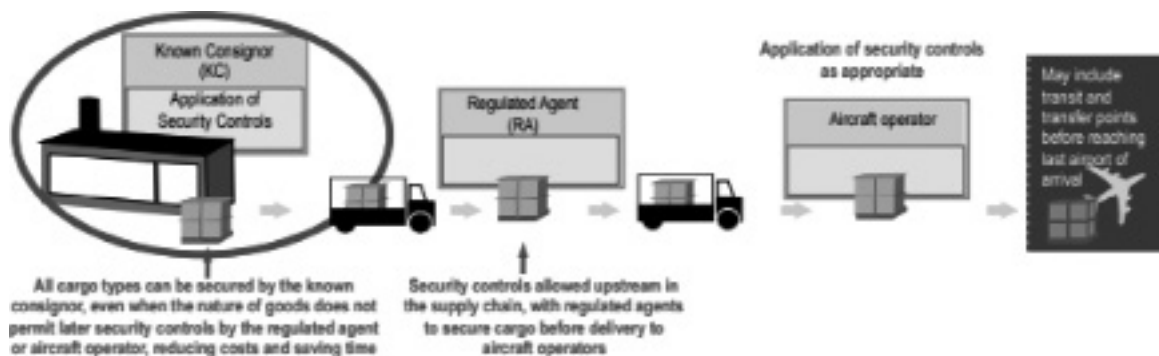 Known Consignor
(KC)
Application of
Security Controls
Regulated Agent
(RA)
Application of security controls
as appropriate
Aircraft operator
May include
transit and
transfer points
before reaching
last airport of
arrival
All cargo types can be secured by the known
consignor, even when the nature of goods does not
permit later security controls by the regulated agent
or aircraft operator, reducing costs and saving time
Security controls allowed upstream in
the supply chain, with regulated agents
to secure cargo before delivery to
aircraft operators